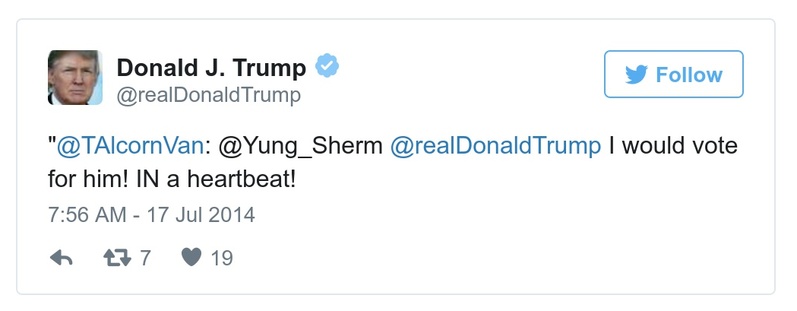 Donald J. Trump
@realDonaldTrump
Follow
"@TAlcornVan: @Yung_Sherm @realDonaldTrump I would vote
for him! IN a heartbeat!
7:56 AM - 17 Jul 2014
7 19